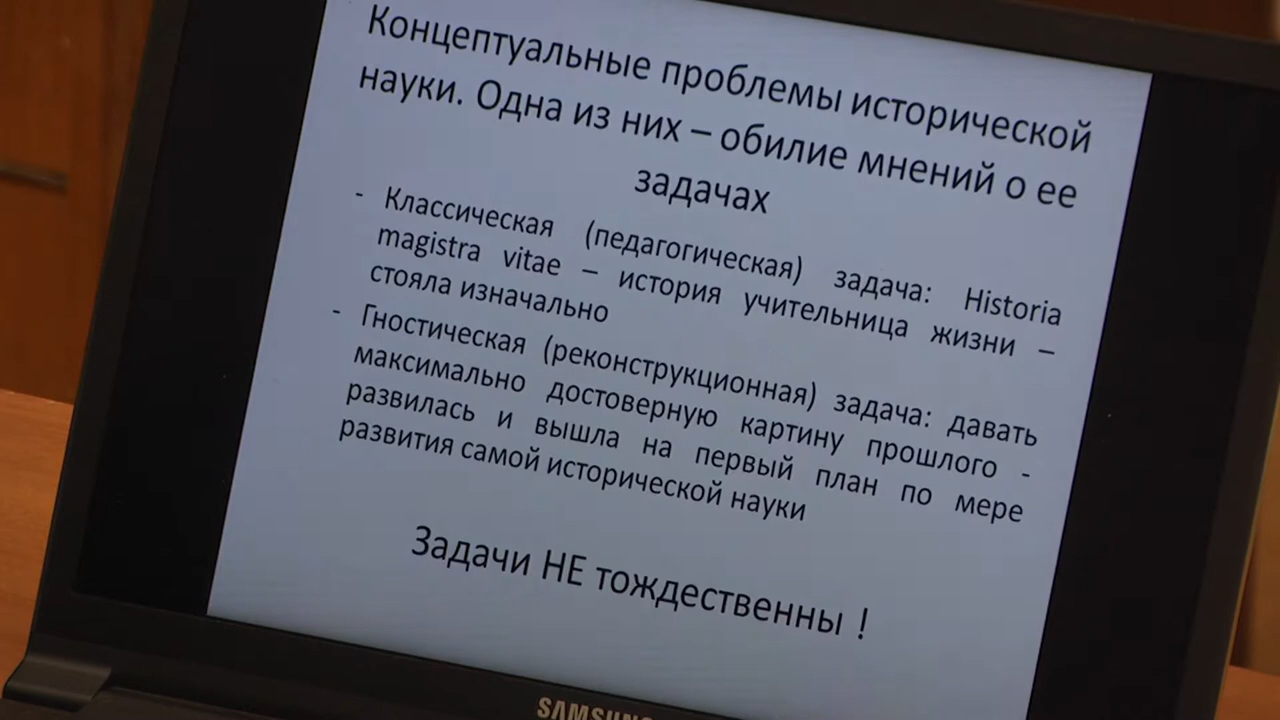 Концептуальные проблемы исторической
науки. Одна из них – обилие мнений о ее
задачах
- Классическая (педагогическая) задача: Historia
magistra vitae – история учительница жизни –
стояла изначально
- Гностическая (реконструкционная) задача: давать
максимально достоверную картину прошлого -
развилась и вышла на первый план по мере
развития самой исторической науки
Задачи НЕ тождественны !
SAMSUNG